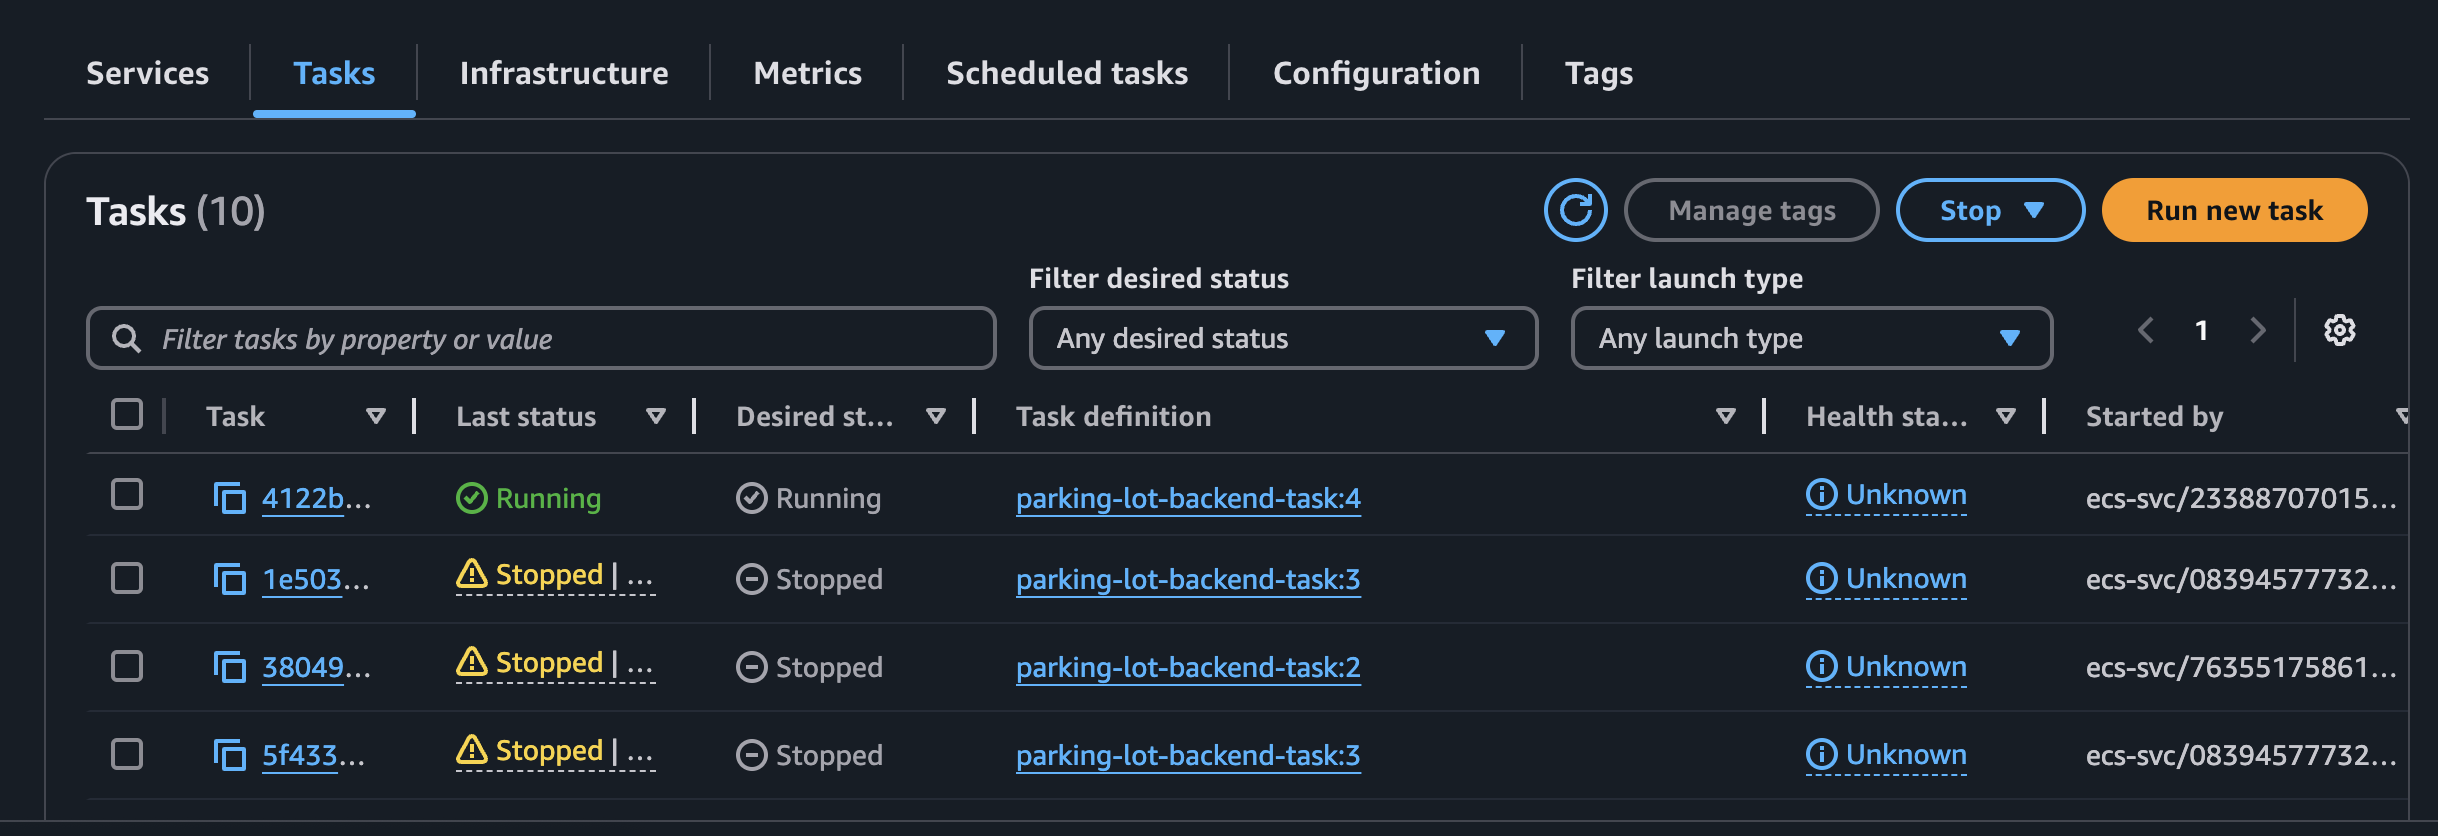 Services Tasks Infrastructure Metrics Scheduled tasks Configuration Tags
Tasks (10)
Manage tags Stop Run new task
Filter desired status Filter launch type
Filter tasks by property or value Any desired status Any launch type 1
Task Last status Desired st... Task definition Health sta... Started by
4122b... Running Running parking-lot-backend-task:4 Unknown ecs-svc/23388707015...
1e503... Stopped | ... Stopped parking-lot-backend-task:3 Unknown ecs-svc/08394577732...
38049... Stopped | ... Stopped parking-lot-backend-task:2 Unknown ecs-svc/76355175861...
5f433... Stopped | ... Stopped parking-lot-backend-task:3 Unknown ecs-svc/08394577732...